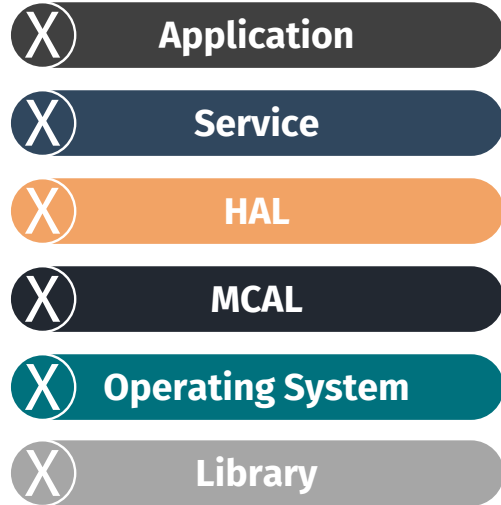 X Application
X Service
X HAL
X MCAL
X Operating System
X Library